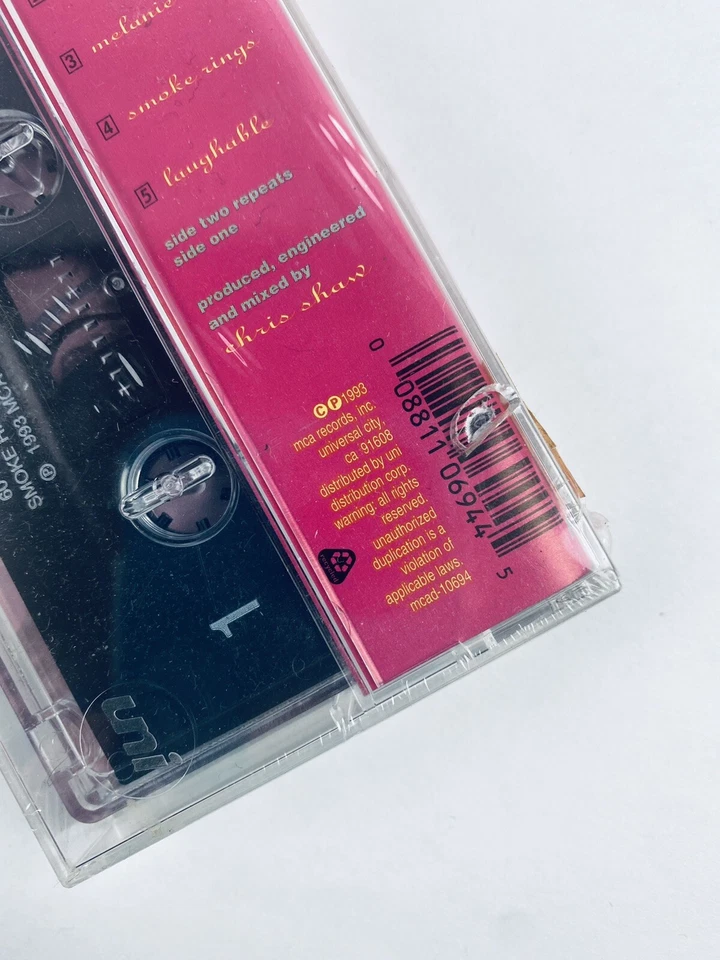 3 melanie
4 smoke rings
5 laughable
side two repeats
side one
produced, engineered
and mixed by
chris shaw
©℗1993
mca records, inc.
universal city,
ca 91608
distributed by uni
distribution corp.
warning: all rights
reserved.
unauthorized
duplication is a
violation of
applicable laws.
mcad-10694
0 08811 06944 5
60
SMOKE
℗ 1993 MCA
1